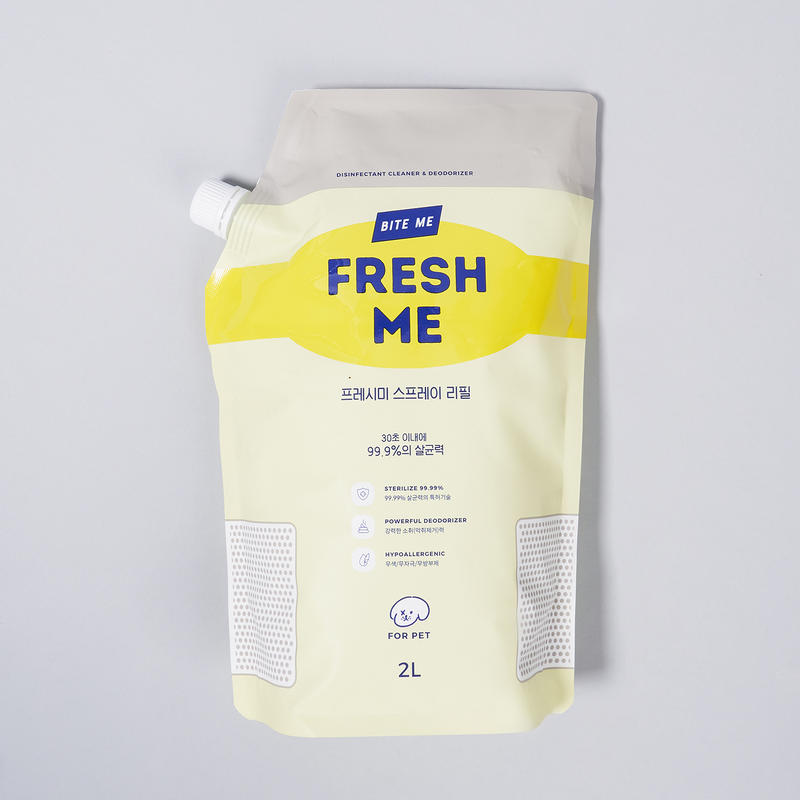 DISINFECTANT CLEANER & DEODORIZER
BITE ME
FRESH
ME
프레시미 스프레이 리필
30초 이내에
99.9%의 살균력
STERILIZE 99.99%
99.99% 살균력의 특허기술
POWERFUL DEODORIZER
강력한 소취(악취제거)력
HYPOALLERGENIC
무색/무자극/무방부제
FOR PET
2L